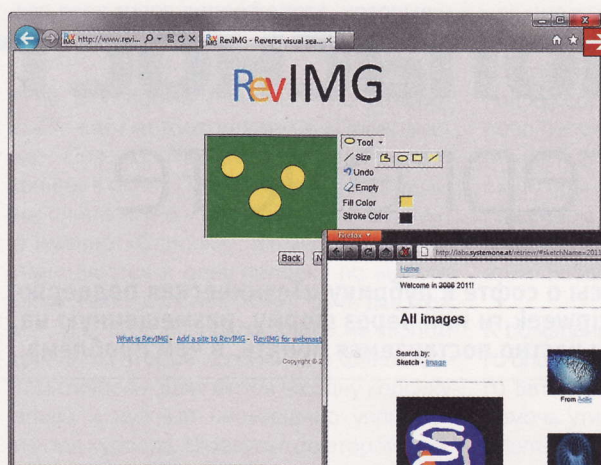 http://www.revi...
RevIMG - Reverse visual sea...
RevIMG
Tool
Size
Undo
Empty
Fill Color
Stroke Color
Back
What is RevIMG - Add a site to RevIMG - RevIMG for webmast
Copyright © 2
Firefox
http://labs.systemone.at/retrievr/#sketchName=2011
Home
Welcome in 2006 2011!
All images
Search by:
Sketch - Image
From Aelle